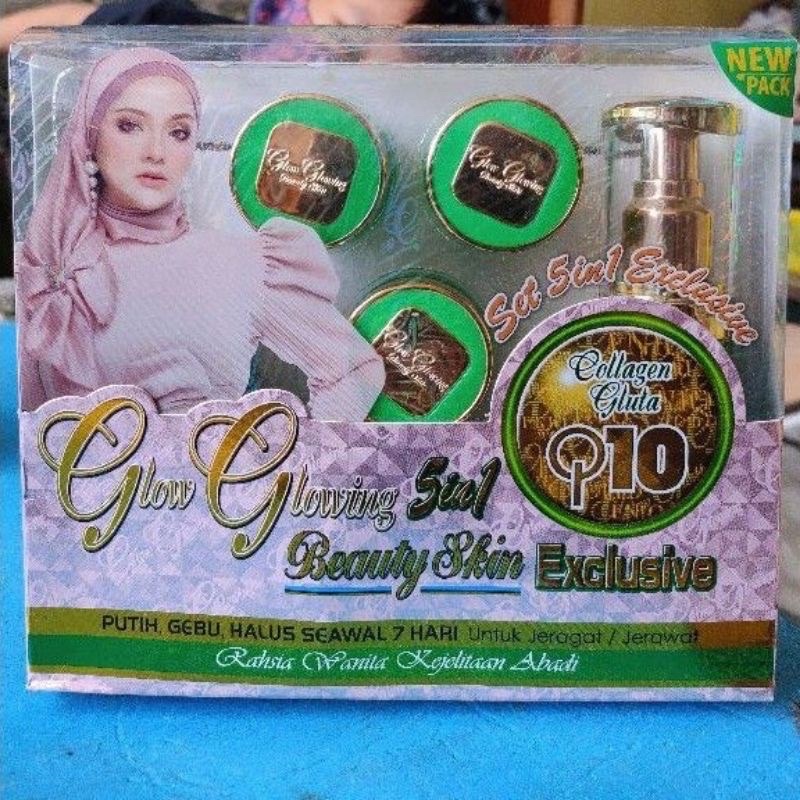 NEW
PACK
Glow Glowing
Beauty Skin
Glow Glowing
Beauty Skin
Glow Glowing
Beauty Skin
Set 5in1 Exclusive
Collagen
Gluta
Q10
Glow Glowing 5in1
Beauty Skin Exclusive
PUTIH, GEBU, HALUS SEAWAL 7 HARI Untuk Jeragat / Jerawat
Rahsia Wanita Kejelitaan Abadi